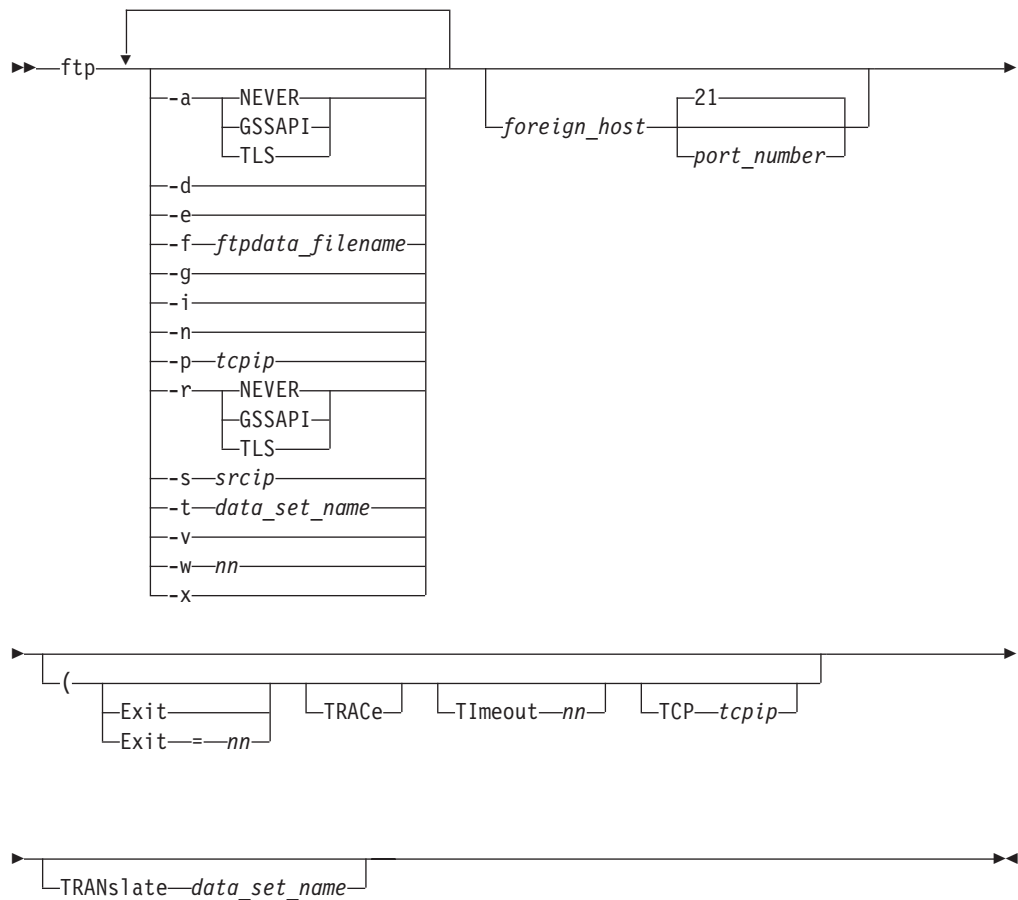 ftp
-a NEVER
GSSAPI 21
TLS foreign_host
port_number
-d
-e
-f ftpdata_filename
-g
-i
-n
-p tcpip
-r NEVER
GSSAPI
TLS
-s srcip
-t data_set_name
-v
-w nn
-x
(
Exit TRACe TImeout nn TCP tcpip
Exit = nn
TRANslate data_set_name